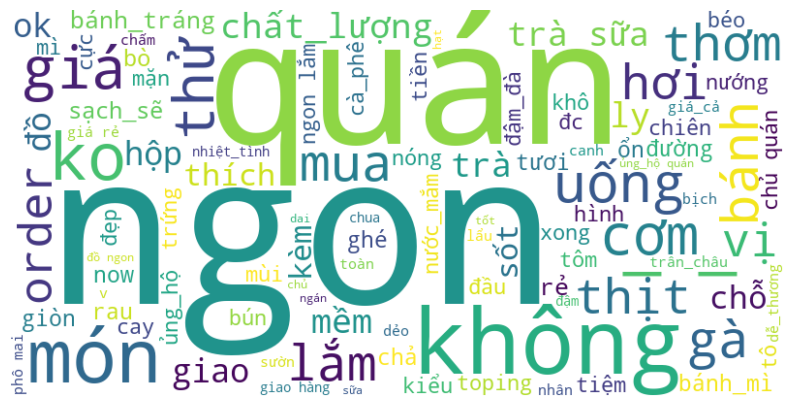 ok
bánh_tráng
chất_lượng
quán
trà sữa
thơm
béo
mì
cực
chấm
bò
giá
mặn
thử
ngon lắm
cà_phê
tiền
hạt
đậm_đà
hơi
nướng
sạch_sẽ
khô
giá_cả
đồ
giá rẻ
đc
ly
chiên
bánh
chủ quán
ko
hộp
nhiệt_tình
mua
nóng
trà
tươi
ổn
canh
đường
thích
ủng_hộ quán
order
ngon
uống
bịch
đẹp
trứng
kèm
dai
chua
nước_mắm
tốt
hình
cơm
_
_
vị
đồ ngon
mùi
toàn
ghé
lẩu
sốt
xong
tôm
trân_châu
now
v
chủ
đầu
rẻ
thịt
chỗ
giòn
rau
cay
ủng_hộ
bún
mềm
ngán
dẻo
không
đậm
gà
tô
dễ_thương
món
phô mai
giao
sườn
lắm
chả
kiểu
toping
nhân
tiệm
bánh_mì
giao hàng
sữa